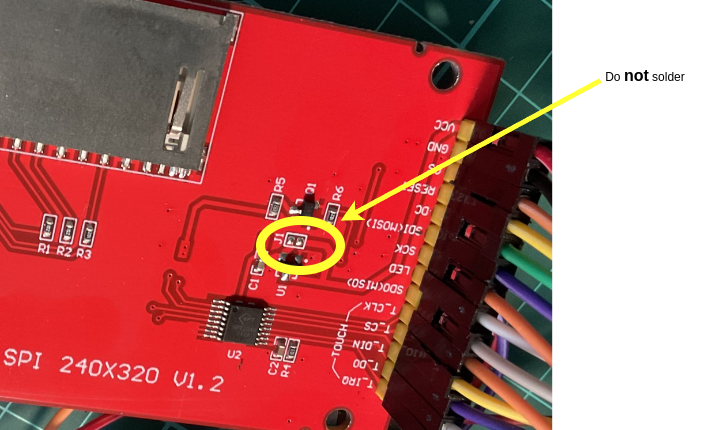 Do not solder
VCC
GND
CS
RESET
DC
SDI(MOSI)
SCK
LED
SDO(MISO)
T_CLK
T_CS
T_DIN
T_DO
T_IRQ
TOUCH
R5
Q1
R6
J1
C1
U1
R1 R2 R3
U2
C2 R4
SPI 240X320 V1.2